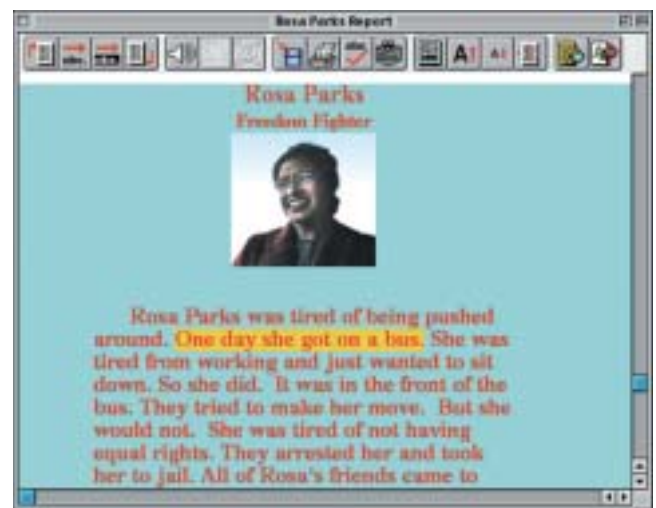 Rosa Parks Report
abc
A
A
Rosa Parks
Freedom Fighter
Rosa Parks was tired of being pushed
around. One day she got on a bus. She was
tired from working and just wanted to sit
down. So she did. It was in the front of the
bus. They tried to make her move. But she
would not. She was tired of not having
equal rights. They arrested her and took
her to jail. All of Rosa's friends came to